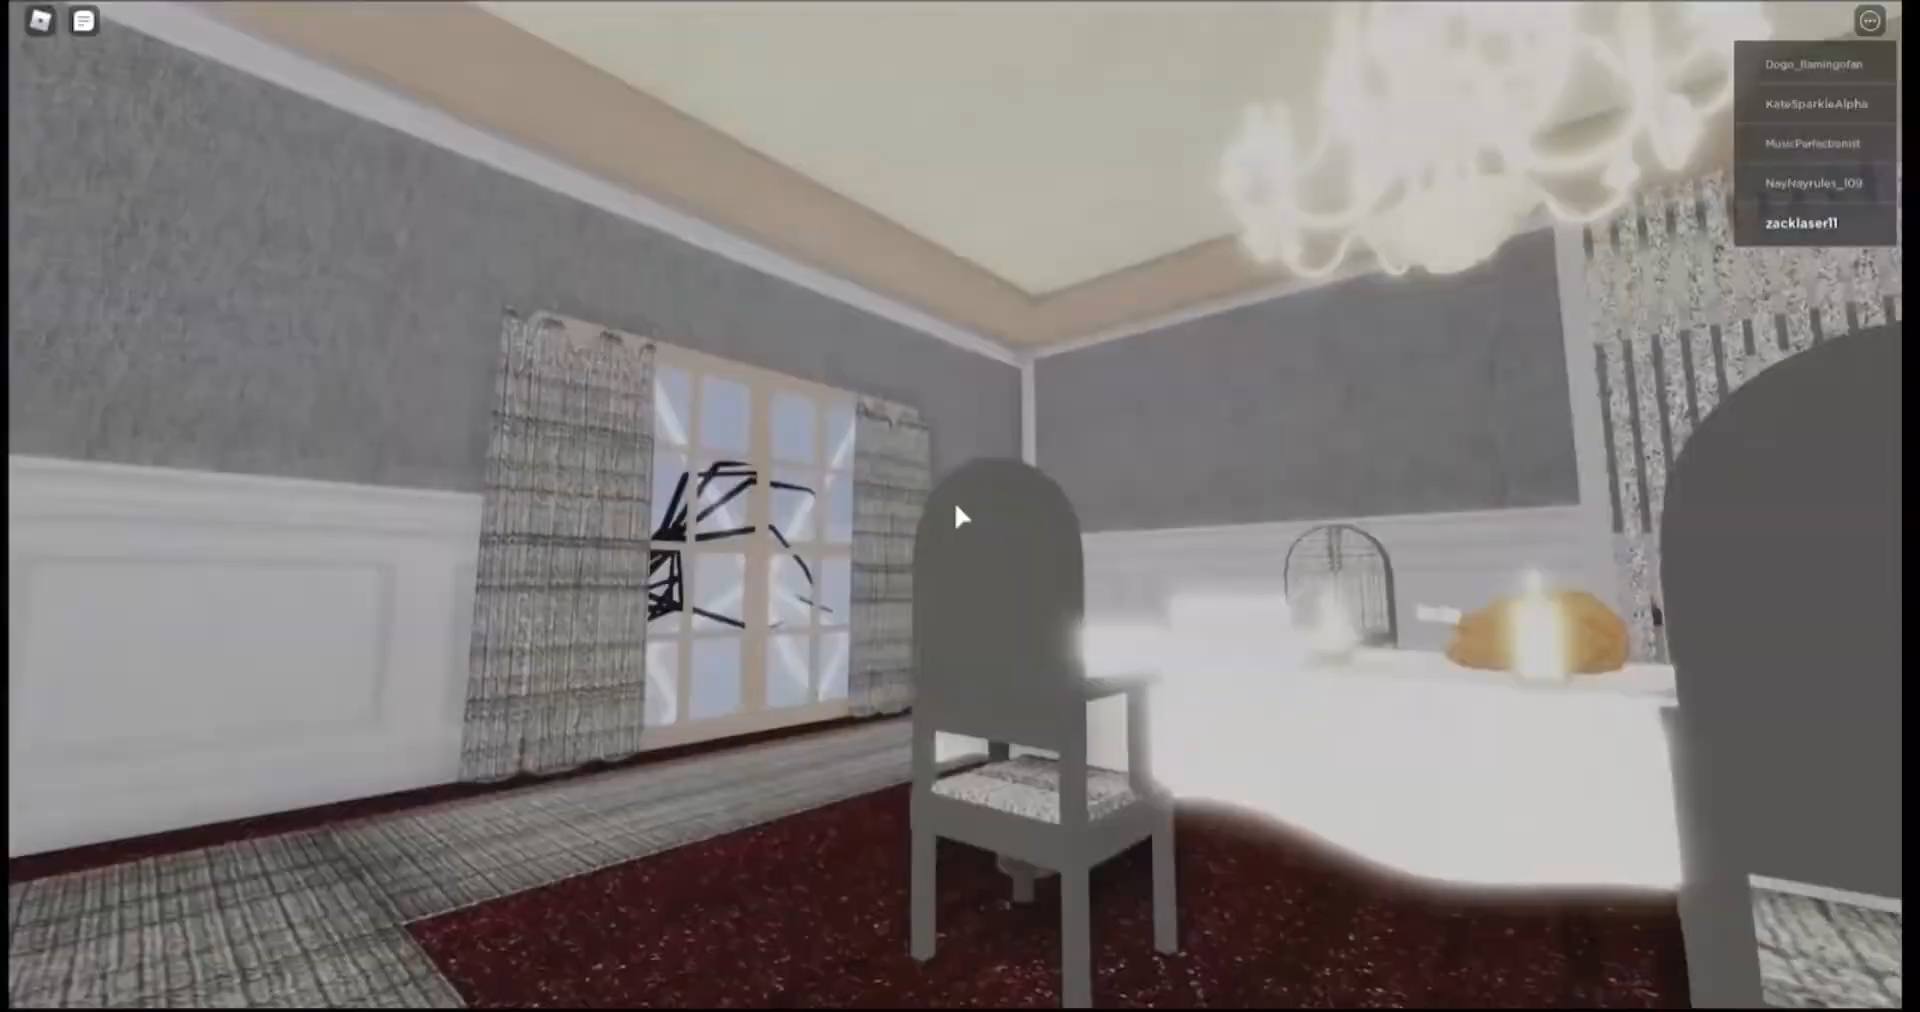 Dogo_flamingofan
KateSparkleAlpha
MusicPerfectionist
NayNayrules_109
zacklaser11